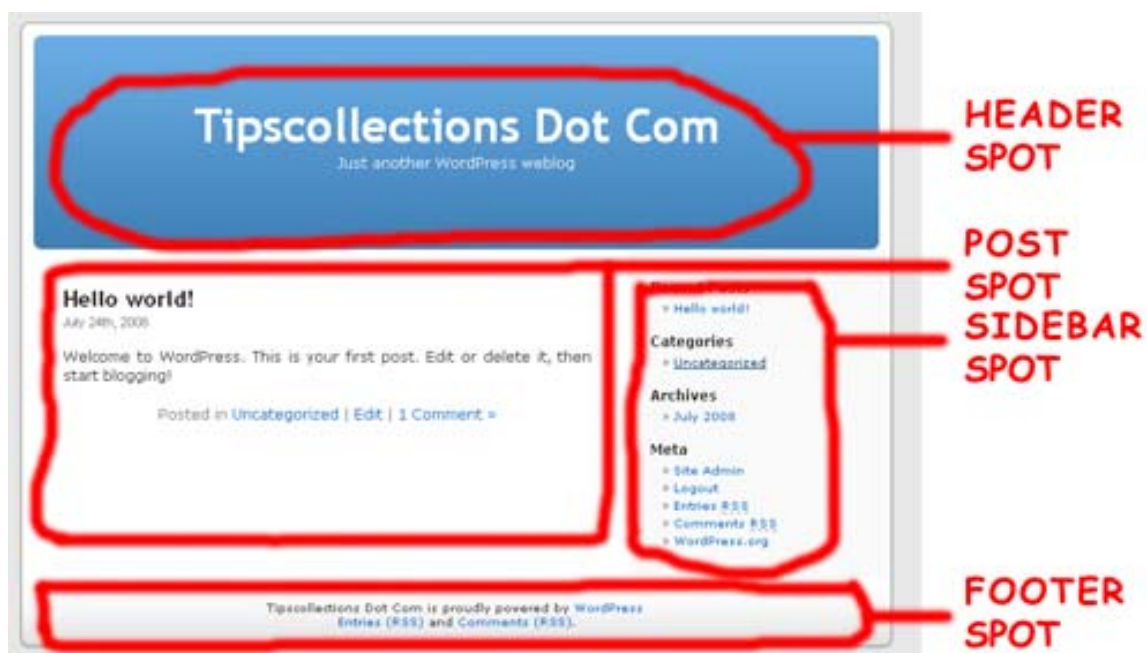 Tipscollections Dot Com
Just another WordPress weblog
HEADER
SPOT
POST
SPOT
Hello world!
July 24th, 2008
Welcome to WordPress. This is your first post. Edit or delete it, then
start blogging!
Posted in Uncategorized | Edit | 1 Comment »
Recent Posts
» Hello world!
Categories
» Uncategorized
Archives
» July 2008
Meta
» Site Admin
» Logout
» Entries RSS
» Comments RSS
» WordPress.org
SIDEBAR
SPOT
Tipscollections Dot Com is proudly powered by WordPress
Entries (RSS) and Comments (RSS).
FOOTER
SPOT